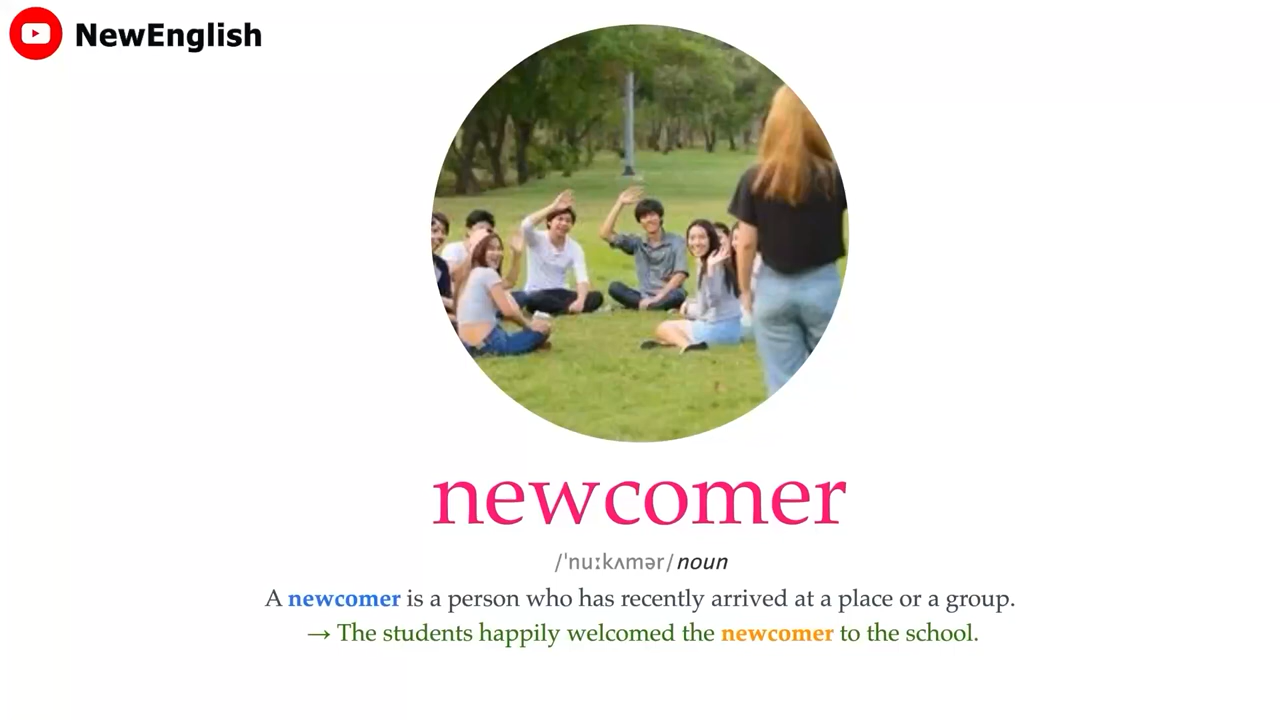 NewEnglish
newcomer
/ˈnuːkʌmər/noun
A newcomer is a person who has recently arrived at a place or a group.
→ The students happily welcomed the newcomer to the school.